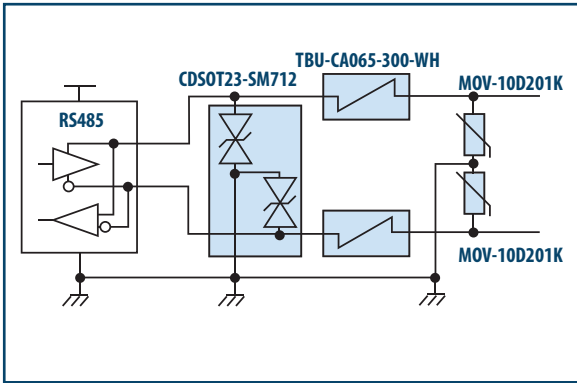 TBU-CA065-300-WH
CDSOT23-SM712
MOV-10D201K
RS485
MOV-10D201K